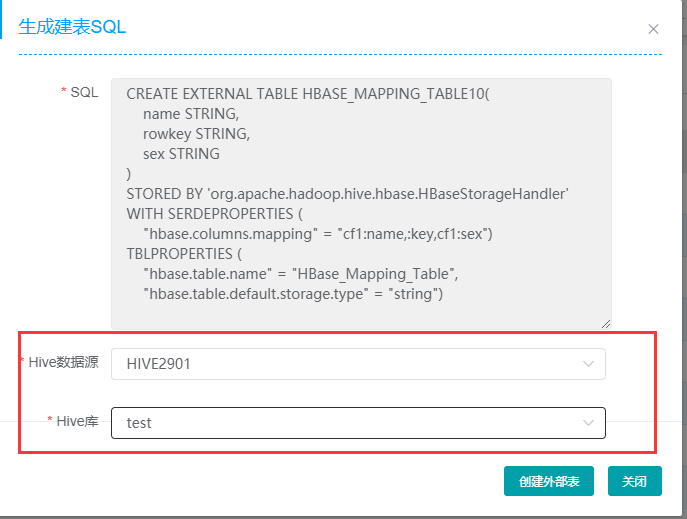 生成建表SQL
* SQL
CREATE EXTERNAL TABLE HBASE_MAPPING_TABLE10(
    name STRING,
    rowkey STRING,
    sex STRING
)
STORED BY 'org.apache.hadoop.hive.hbase.HBaseStorageHandler'
WITH SERDEPROPERTIES (
    "hbase.columns.mapping" = "cf1:name,:key,cf1:sex")
TBLPROPERTIES (
    "hbase.table.name" = "HBase_Mapping_Table",
    "hbase.table.default.storage.type" = "string")
* Hive数据源 HIVE2901
* Hive库 test
创建外部表 关闭